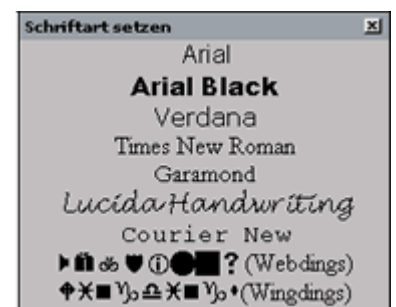 Schriftart setzen
Arial
Arial Black
Verdana
Times New Roman
Garamond
Lucida Handwriting
Courier New
? (Webdings)
(Wingdings)